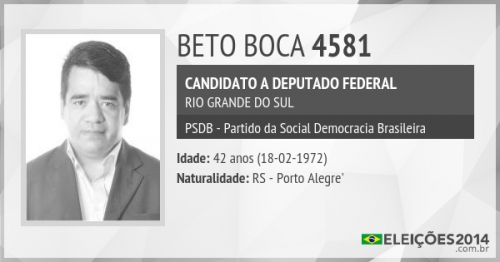 BETO BOCA 4581
CANDIDATO A DEPUTADO FEDERAL
RIO GRANDE DO SUL
PSDB - Partido da Social Democracia Brasileira
Idade: 42 anos (18-02-1972)
Naturalidade: RS - Porto Alegre'
ELEIÇÕES2014
.com.br